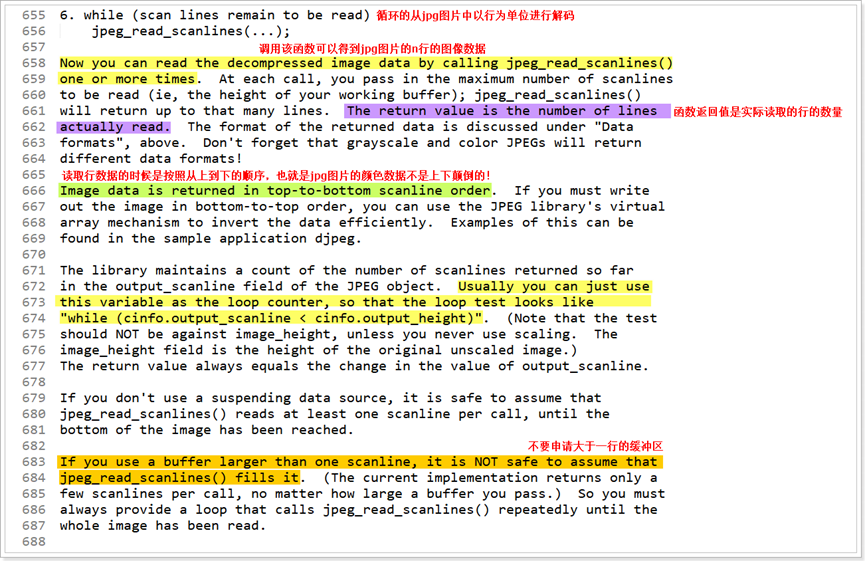 655 6. while (scan lines remain to be read) 循环的从jpg图片中以行为单位进行解码
656 jpeg_read_scanlines(...);
657 调用该函数可以得到jpg图片的n行的图像数据
658 Now you can read the decompressed image data by calling jpeg_read_scanlines()
659 one or more times.  At each call, you pass in the maximum number of scanlines
660 to be read (ie, the height of your working buffer); jpeg_read_scanlines()
661 will return up to that many lines.  The return value is the number of lines 函数返回值是实际读取的行的数量
662 actually read.  The format of the returned data is discussed under "Data
663 formats", above.  Don't forget that grayscale and color JPEGs will return
664 different data formats!
665 读取行数据的时候是按照从上到下的顺序，也就是jpg图片的颜色数据不是上下颠倒的！
666 Image data is returned in top-to-bottom scanline order.  If you must write
667 out the image in bottom-to-top order, you can use the JPEG library's virtual
668 array mechanism to invert the data efficiently.  Examples of this can be
669 found in the sample application djpeg.
670
671 The library maintains a count of the number of scanlines returned so far
672 in the output_scanline field of the JPEG object.  Usually you can just use
673 this variable as the loop counter, so that the loop test looks like
674 "while (cinfo.output_scanline < cinfo.output_height)".  (Note that the test
675 should NOT be against image_height, unless you never use scaling.  The
676 image_height field is the height of the original unscaled image.)
677 The return value always equals the change in the value of output_scanline.
678
679 If you don't use a suspending data source, it is safe to assume that
680 jpeg_read_scanlines() reads at least one scanline per call, until the
681 bottom of the image has been reached.
682 不要申请大于一行的缓冲区
683 If you use a buffer larger than one scanline, it is NOT safe to assume that
684 jpeg_read_scanlines() fills it.  (The current implementation returns only a
685 few scanlines per call, no matter how large a buffer you pass.)  So you must
686 always provide a loop that calls jpeg_read_scanlines() repeatedly until the
687 whole image has been read.
688